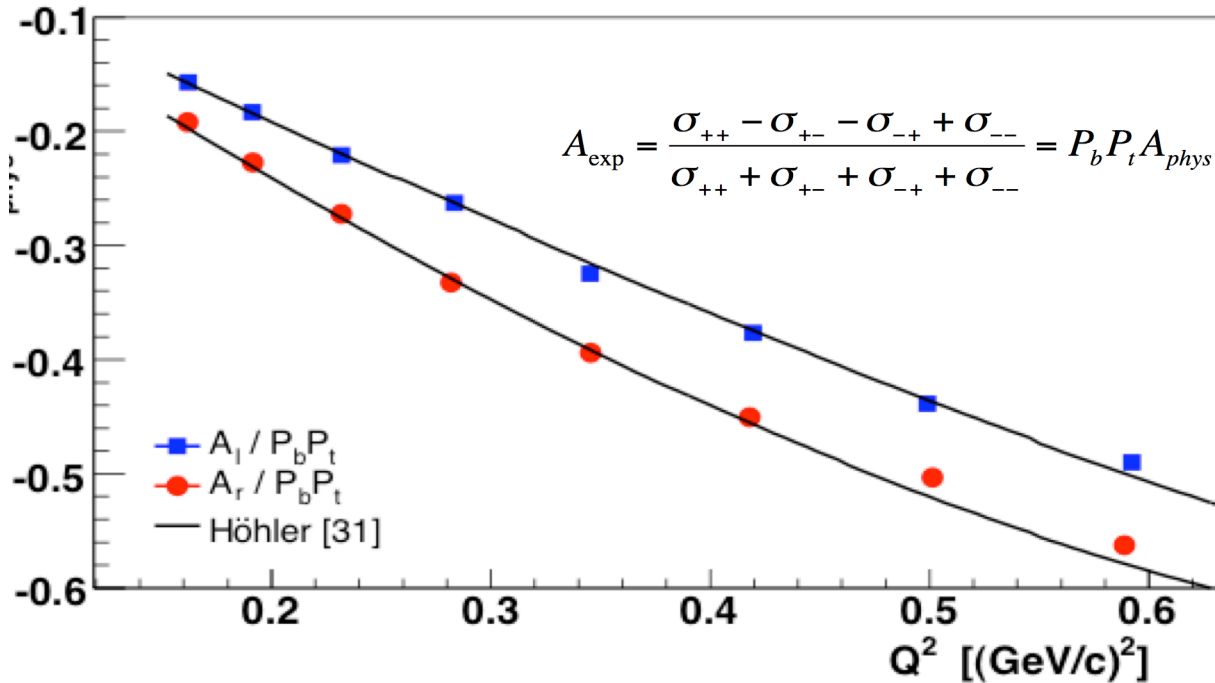 -0.1
-0.2
-0.3
-0.4
-0.5
-0.6
phys
A_exp = (σ_++ − σ_+− − σ_−+ + σ_−−) / (σ_++ + σ_+− + σ_−+ + σ_−−) = P_b P_t A_phys
A_l / P_bP_t
A_r / P_bP_t
Höhler [31]
0.2 0.3 0.4 0.5 0.6
Q² [(GeV/c)²]